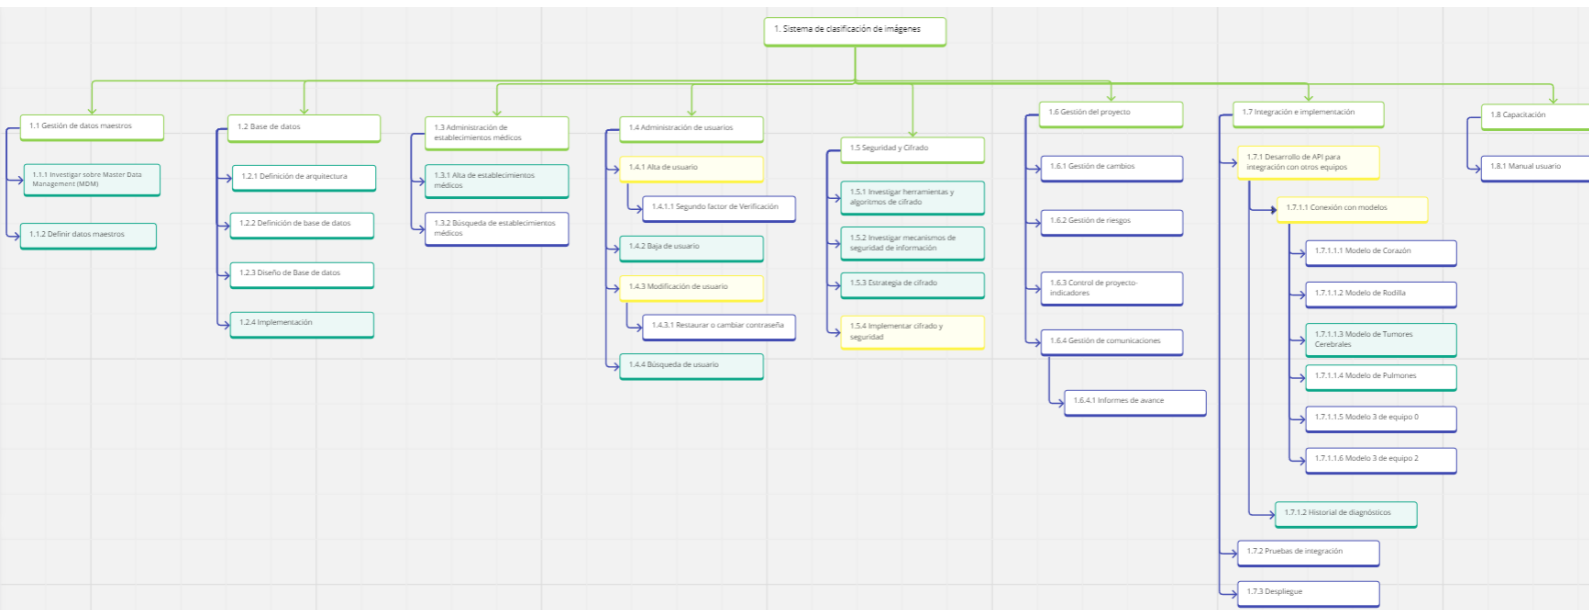 1. Sistema de clasificación de imágenes
1.1 Gestión de datos maestros
1.1.1 Investigar sobre Master Data
Management (MDM)
1.1.2 Definir datos maestros
1.2 Base de datos
1.2.1 Definición de arquitectura
1.2.2 Definición de base de datos
1.2.3 Diseño de Base de datos
1.2.4 Implementación
1.3 Administración de
establecimientos médicos
1.3.1 Alta de establecimientos
médicos
1.3.2 Búsqueda de establecimientos
médicos
1.4 Administración de usuarios
1.4.1 Alta de usuario
1.4.1.1 Segundo factor de Verificación
1.4.2 Baja de usuario
1.4.3 Modificación de usuario
1.4.3.1 Restaurar o cambiar contraseña
1.4.4 Búsqueda de usuario
1.5 Seguridad y Cifrado
1.5.1 Investigar herramientas y
algoritmos de cifrado
1.5.2 Investigar mecanismos de
seguridad de información
1.5.3 Estrategia de cifrado
1.5.4 Implementar cifrado y
seguridad
1.6 Gestión del proyecto
1.6.1 Gestión de cambios
1.6.2 Gestión de riesgos
1.6.3 Control de proyecto-
indicadores
1.6.4 Gestión de comunicaciones
1.6.4.1 Informes de avance
1.7 Integración e implementación
1.7.1 Desarrollo de API para
integración con otros equipos
1.7.1.1 Conexión con modelos
1.7.1.1.1 Modelo de Corazón
1.7.1.1.2 Modelo de Rodilla
1.7.1.1.3 Modelo de Tumores
Cerebrales
1.7.1.1.4 Modelo de Pulmones
1.7.1.1.5 Modelo 3 de equipo 0
1.7.1.1.6 Modelo 3 de equipo 2
1.7.1.2 Historial de diagnósticos
1.7.2 Pruebas de integración
1.7.3 Despliegue
1.8 Capacitación
1.8.1 Manual usuario